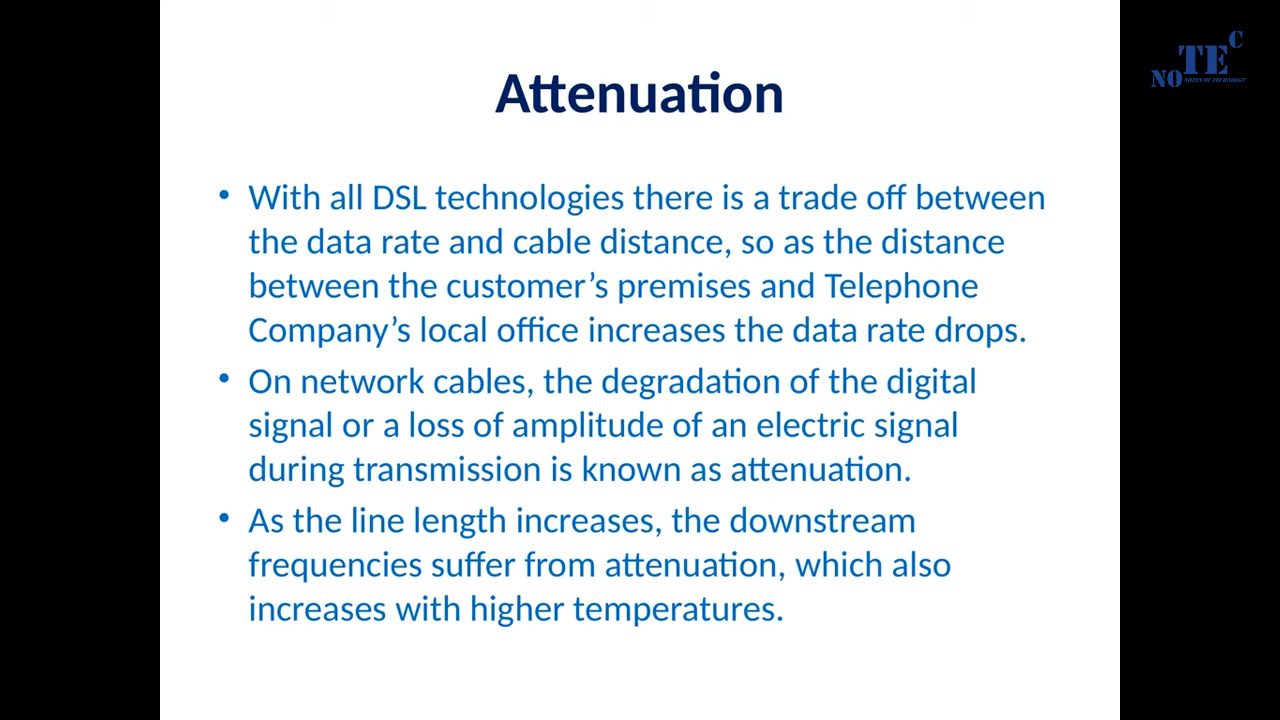 NOTEC
NOTES OF TECHNOLOGY
Attenuation
• With all DSL technologies there is a trade off between
the data rate and cable distance, so as the distance
between the customer’s premises and Telephone
Company’s local office increases the data rate drops.
• On network cables, the degradation of the digital
signal or a loss of amplitude of an electric signal
during transmission is known as attenuation.
• As the line length increases, the downstream
frequencies suffer from attenuation, which also
increases with higher temperatures.